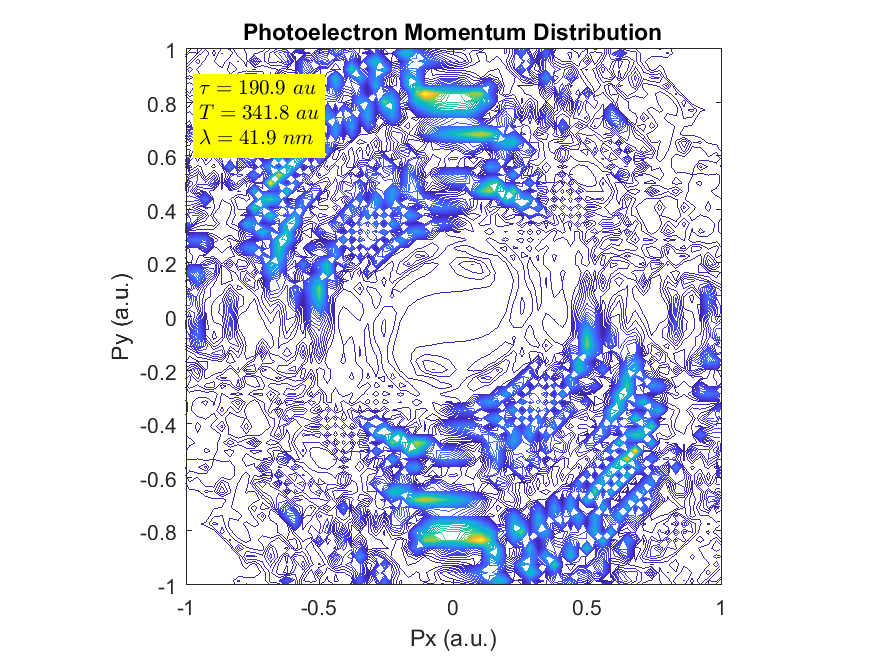 Photoelectron Momentum Distribution
τ = 190.9 au
T = 341.8 au
λ = 41.9 nm
1
0.8
0.6
0.4
0.2
0
-0.2
-0.4
-0.6
-0.8
-1
Py (a.u.)
-1 -0.5 0 0.5 1
Px (a.u.)